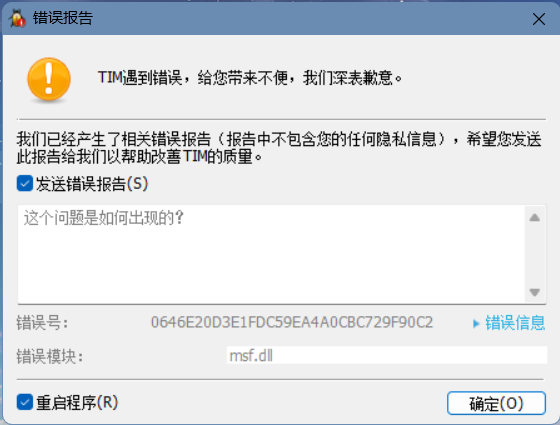 错误报告
TIM遇到错误，给您带来不便，我们深表歉意。
我们已经产生了相关错误报告（报告中不包含您的任何隐私信息），希望您发送
此报告给我们以帮助改善TIM的质量。
发送错误报告(S)
这个问题是如何出现的?
错误号： 0646E20D3E1FDC59EA4A0CBC729F90C2 错误信息
错误模块： msf.dll
重启程序(R) 确定(O)